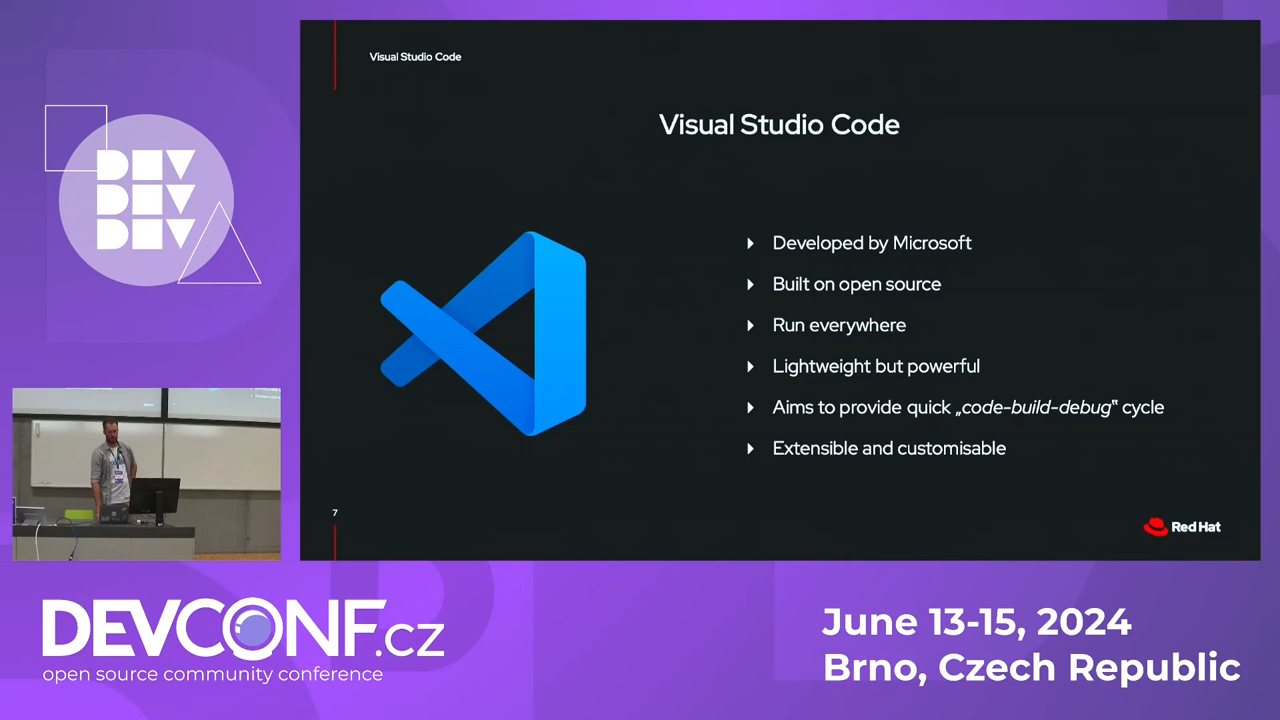 Visual Studio Code
Visual Studio Code
Developed by Microsoft
Built on open source
Run everywhere
Lightweight but powerful
Aims to provide quick „code-build-debug‟ cycle
Extensible and customisable
7
Red Hat
DEV
DEV
DEV
DEVCONF.cz
open source community conference
June 13-15, 2024
Brno, Czech Republic